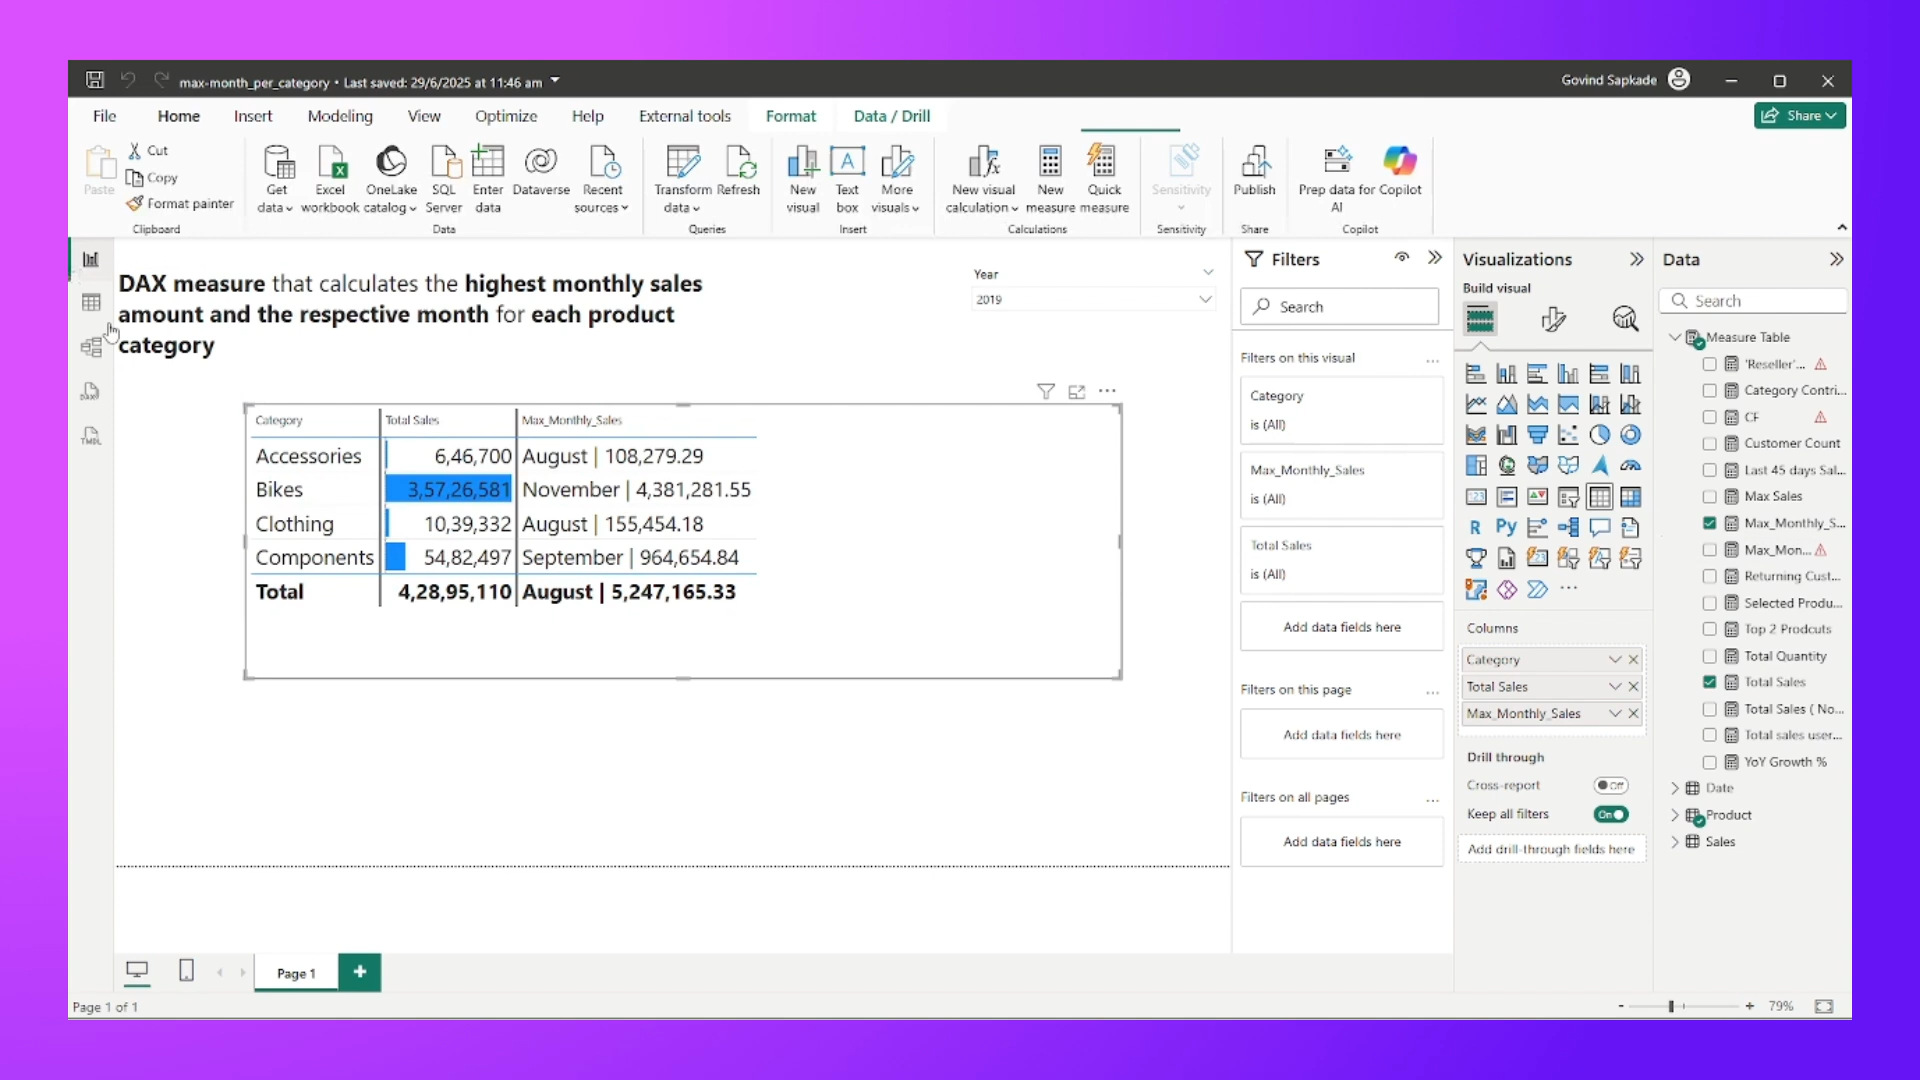 max-month_per_category • Last saved: 29/6/2025 at 11:46 am
Govind Sapkade
File Home Insert Modeling View Optimize Help External tools Format Data / Drill
Share
Paste
Cut
Copy
Format painter
Clipboard
Get data
Excel workbook
OneLake catalog
SQL Server
Enter data
Dataverse
Recent sources
Data
Transform data
Refresh
Queries
New visual
Text box
More visuals
Insert
New visual calculation
New measure
Quick measure
Calculations
Sensitivity
Sensitivity
Publish
Share
Prep data for AI
Copilot
Copilot
DAX measure that calculates the highest monthly sales
amount and the respective month for each product
category
Year
2019
Category Total Sales Max_Monthly_Sales
Accessories 6,46,700 August | 108,279.29
Bikes 3,57,26,581 November | 4,381,281.55
Clothing 10,39,332 August | 155,454.18
Components 54,82,497 September | 964,654.84
Total 4,28,95,110 August | 5,247,165.33
Filters
Search
Filters on this visual ...
Category
is (All)
Max_Monthly_Sales
is (All)
Total Sales
is (All)
Add data fields here
Filters on this page ...
Add data fields here
Filters on all pages ...
Add data fields here
Visualizations
Build visual
R Py
123
...
Columns
Category
Total Sales
Max_Monthly_Sales
Drill through
Cross-report Off
Keep all filters On
Add drill-through fields here
Data
Search
Measure Table
'Reseller'...
Category Contri...
CF
Customer Count
Last 45 days Sal...
Max Sales
Max_Monthly_S...
Max_Mon...
Returning Cust...
Selected Produ...
Top 2 Prodcuts
Total Quantity
Total Sales
Total Sales ( No...
Total sales user...
YoY Growth %
Date
Product
Sales
DAX
TMDL
Page 1
+
Page 1 of 1
- + 79%